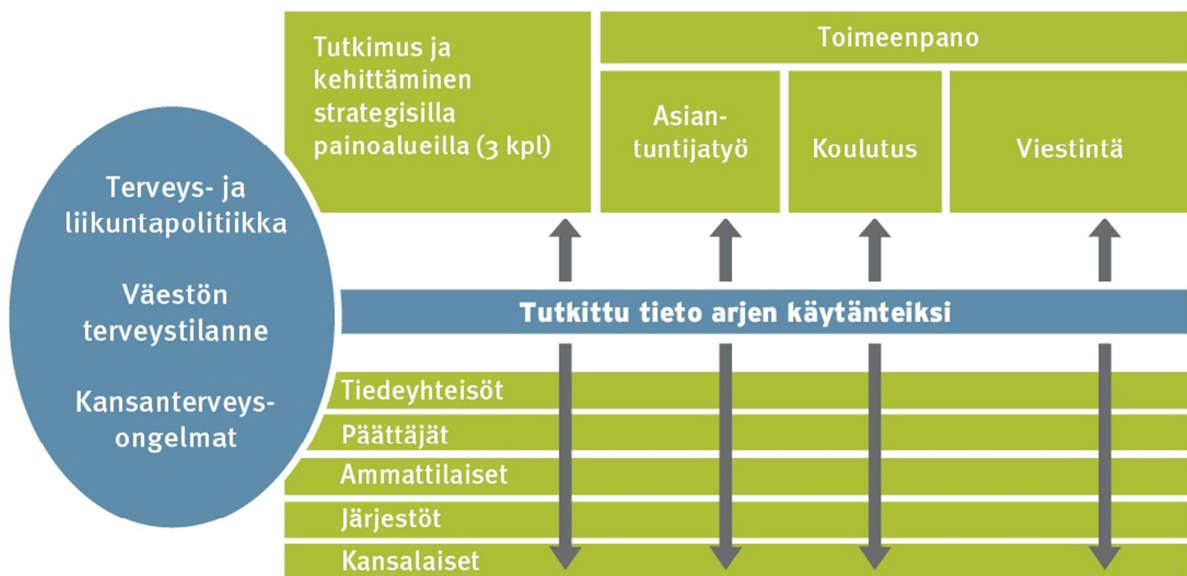 Terveys- ja
liikuntapolitiikka
Väestön
terveystilanne
Kansanterveys-
ongelmat
Tutkimus ja
kehittäminen
strategisilla
painoalueilla (3 kpl)
Toimeenpano
Asian-
tuntijatyö
Koulutus
Viestintä
Tutkittu tieto arjen käytänteiksi
Tiedeyhteisöt
Päättäjät
Ammattilaiset
Järjestöt
Kansalaiset